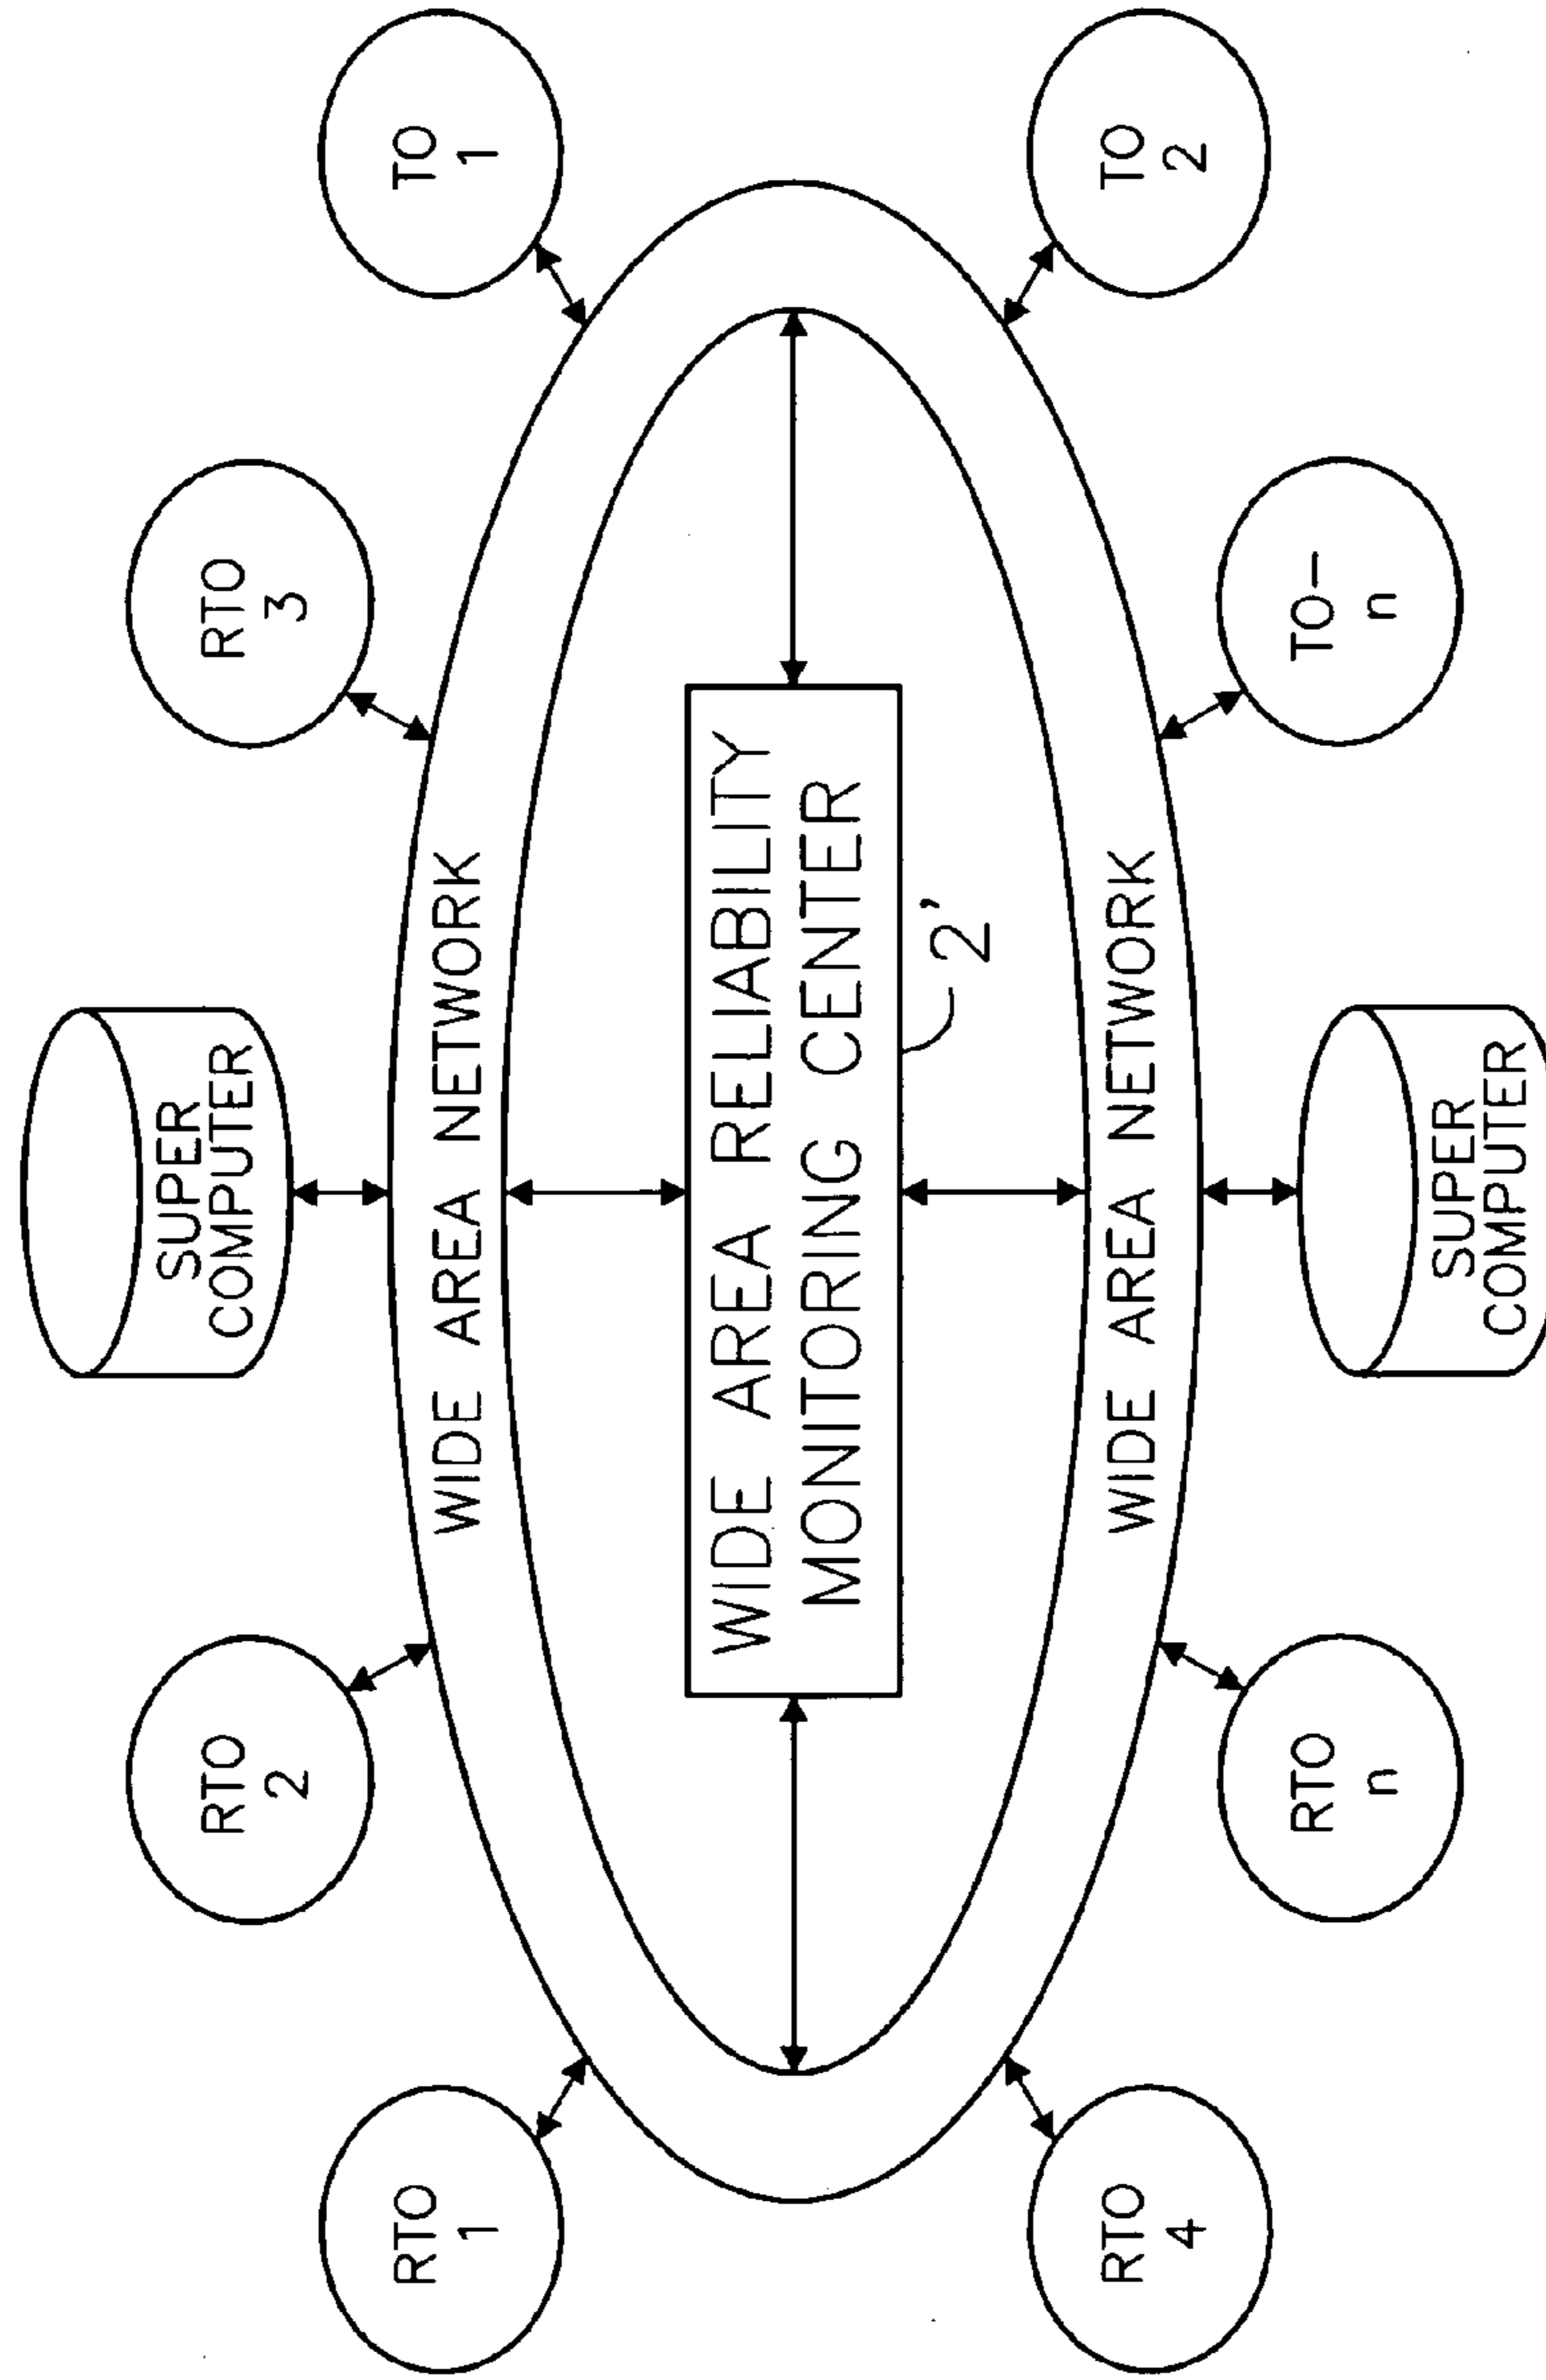 SUPER
COMPUTER
RTO
2
RTO
3
RTO
1
TO
1
WIDE AREA NETWORK
WIDE AREA RELIABILITY
MONITORING CENTER
2'
WIDE AREA NETWORK
RTO
4
TO
2
RTO
n
TO-
n
SUPER
COMPUTER